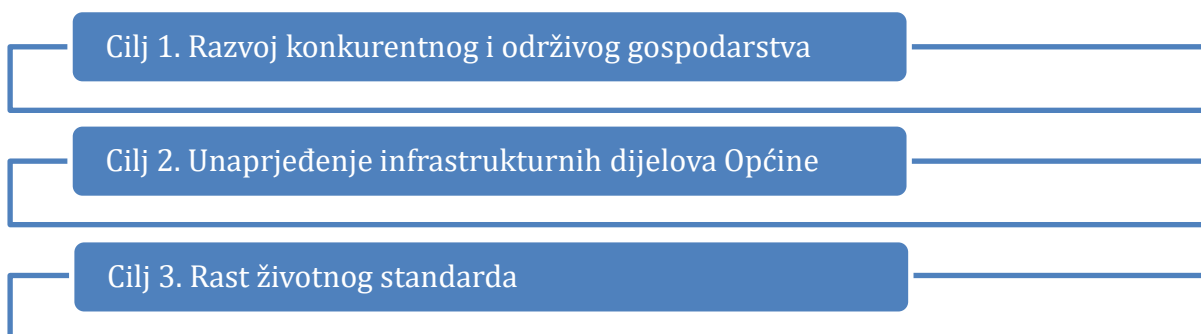 Cilj 1. Razvoj konkurentnog i održivog gospodarstva
Cilj 2. Unaprjeđenje infrastrukturnih dijelova Općine
Cilj 3. Rast životnog standarda